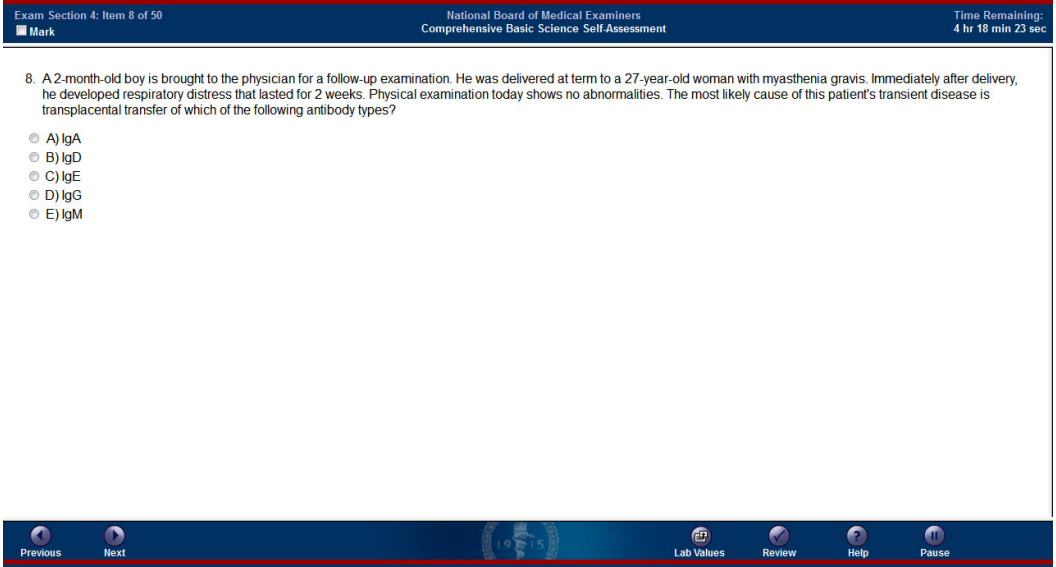 Exam Section 4: Item 8 of 50
National Board of Medical Examiners
Time Remaining:
Mark
Comprehensive Basic Science Self-Assessment
4 hr 18 min 23 sec
8. A 2-month-old boy is brought to the physician for a follow-up examination. He was delivered at term to a 27-year-old woman with myasthenia gravis. Immediately after delivery,
he developed respiratory distress that lasted for 2 weeks. Physical examination today shows no abnormalities. The most likely cause of this patient's transient disease is
transplacental transfer of which of the following antibody types?
A) IgA
B) IgD
C) IgE
D) IgG
E) IgM
19 15
Previous
Next
Lab Values
Review
Help
Pause